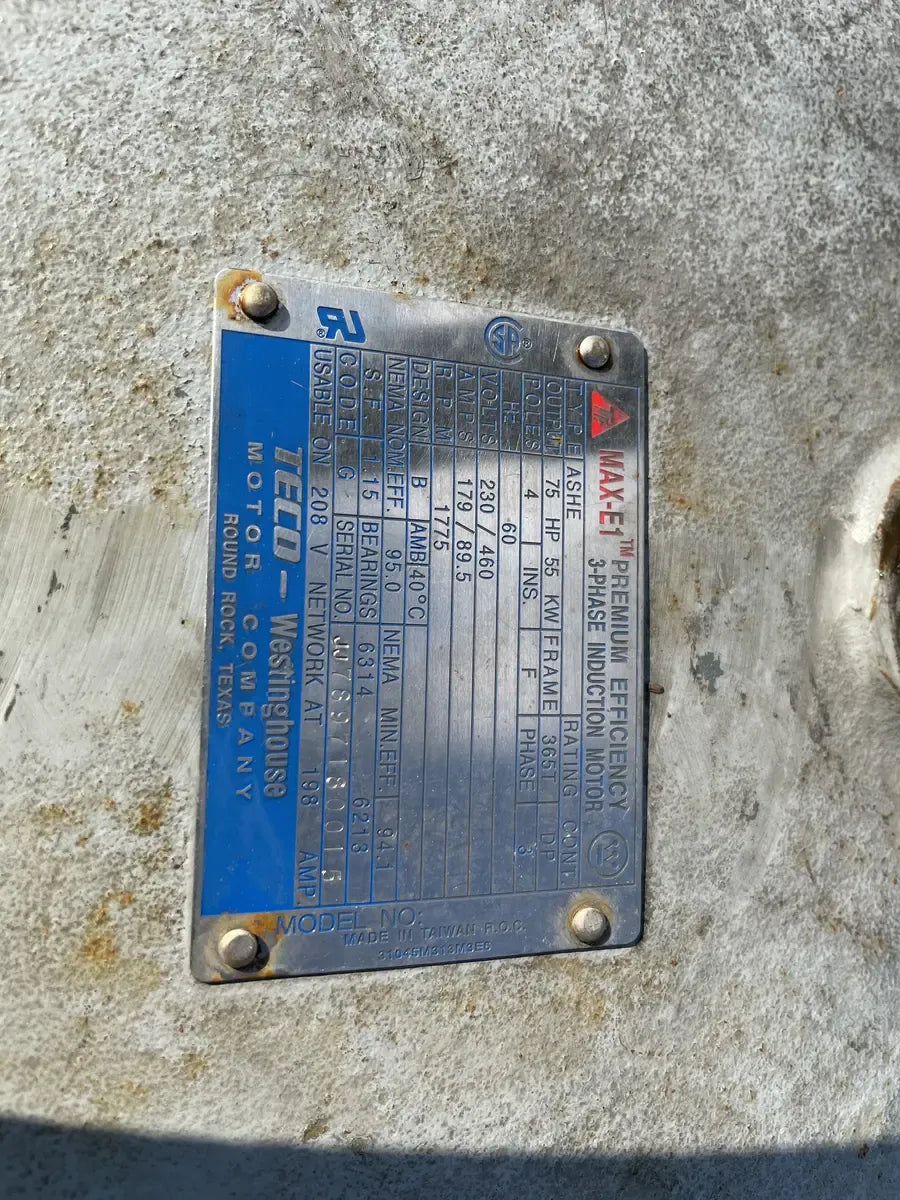 MAX-E1™ PREMIUM EFFICIENCY
3-PHASE INDUCTION MOTOR
TYPE ASHE RATING CONT.
OUTPUT 75 HP 55 KW FRAME 365T DP
POLES 4 INS. F PHASE 3
HZ 60
VOLTS 230/460
AMPS 179/89.5
R P M 1775
DESIGN B AMB 40°C
NEMA NOM.EFF. 95.0 NEMA MIN.EFF. 94.1
S.F. 1.15 BEARINGS 6314 6213
CODE G SERIAL NO.
USABLE ON 208 V NETWORK AT 198 AMP.
TECO-Westinghouse
MOTOR COMPANY
ROUND ROCK, TEXAS
MODEL NO:
MADE IN TAIWAN R.O.C.
31045M313M3E6